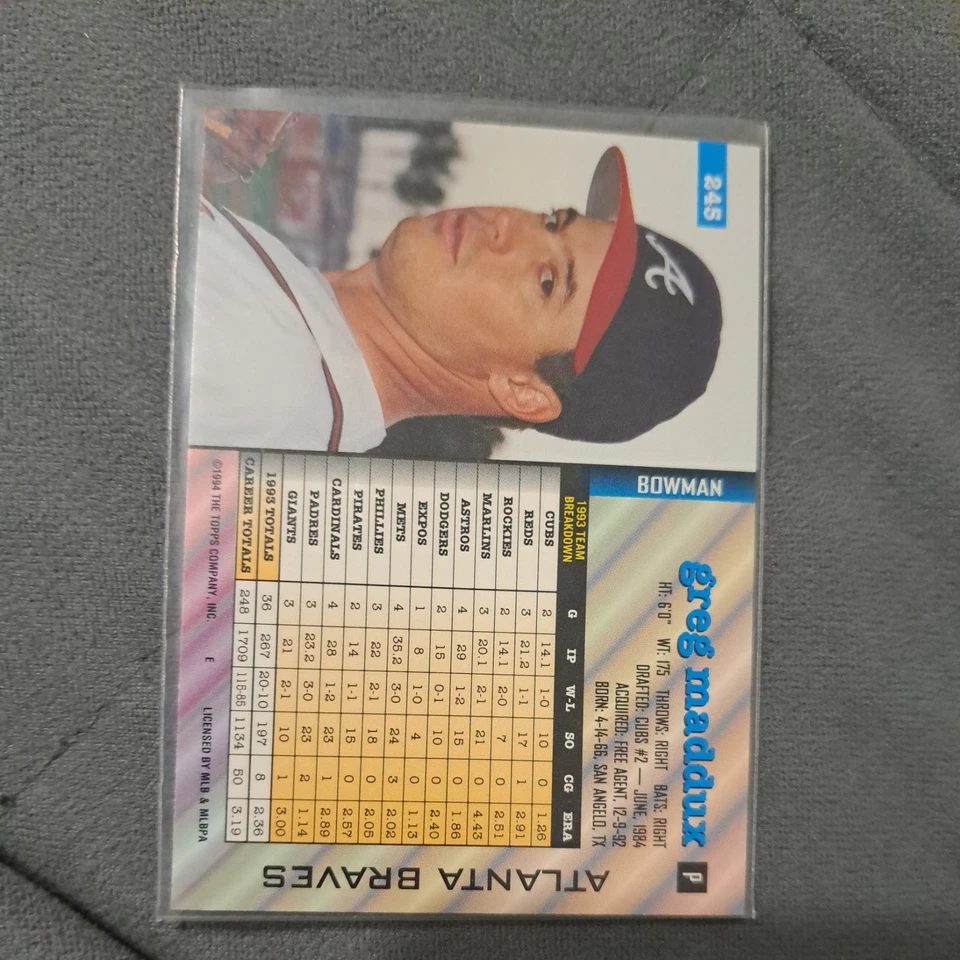 245
A
BOWMAN
greg maddux P
HT: 6'0" WT: 175 THROWS: RIGHT BATS: RIGHT
DRAFTED: CUBS #2 — JUNE, 1984
ACQUIRED: FREE AGENT, 12-9-92
BORN: 4-14-66, SAN ANGELO, TX
1993 TEAM
BREAKDOWN G IP W-L SO CG ERA
CUBS 2 14.1 1-0 10 0 1.26
REDS 3 21.2 1-1 17 1 2.91
ROCKIES 2 14.1 2-0 7 0 2.51
MARLINS 3 20.1 2-1 21 0 4.43
ASTROS 4 29 1-2 15 0 1.86
DODGERS 2 15 0-1 10 0 2.40
EXPOS 1 8 1-0 4 0 1.13
METS 4 35.2 3-0 24 3 2.02
PHILLIES 3 22 2-1 18 0 2.05
PIRATES 2 14 1-1 15 0 2.57
CARDINALS 4 28 1-2 23 1 2.89
PADRES 3 23.2 3-0 23 2 1.14
GIANTS 3 21 2-1 10 1 3.00
1993 TOTALS 36 267 20-10 197 8 2.36
CAREER TOTALS 248 1709 115-85 1134 50 3.19
©1994 THE TOPPS COMPANY, INC. E LICENSED BY MLB & MLBPA
ATLANTA BRAVES